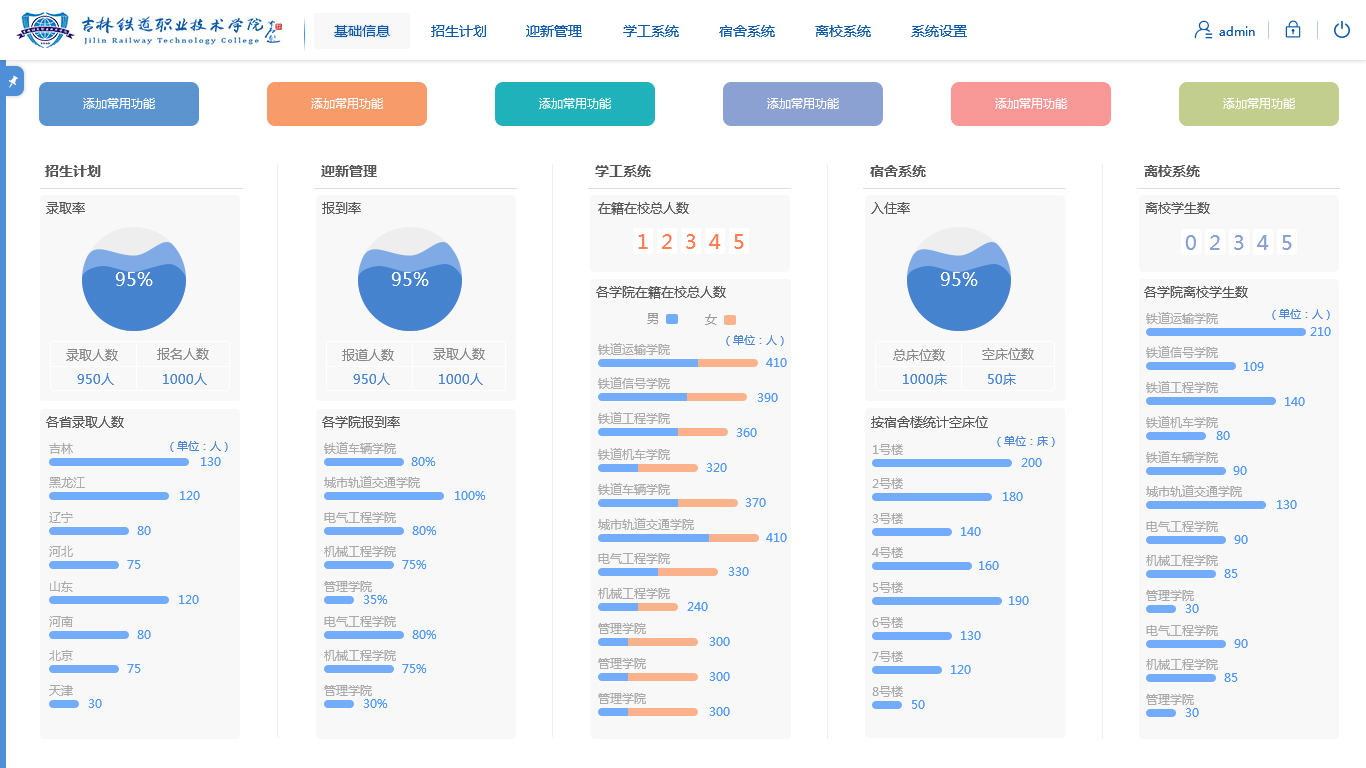 吉林铁道职业技术学院
Jilin Railway Technology College
基础信息
招生计划
迎新管理
学工系统
宿舍系统
离校系统
系统设置
admin
添加常用功能
添加常用功能
添加常用功能
添加常用功能
添加常用功能
添加常用功能
招生计划
录取率
95%
录取人数 报名人数
950人 1000人
各省录取人数
（单位：人）
吉林
130
黑龙江
120
辽宁
80
河北
75
山东
120
河南
80
北京
75
天津
30
迎新管理
报到率
95%
报道人数 录取人数
950人 1000人
各学院报到率
铁道车辆学院
80%
城市轨道交通学院
100%
电气工程学院
80%
机械工程学院
75%
管理学院
35%
电气工程学院
80%
机械工程学院
75%
管理学院
30%
学工系统
在籍在校总人数
1 2 3 4 5
各学院在籍在校总人数
男 女
（单位：人）
铁道运输学院
410
铁道信号学院
390
铁道工程学院
360
铁道机车学院
320
铁道车辆学院
370
城市轨道交通学院
410
电气工程学院
330
机械工程学院
240
管理学院
300
管理学院
300
管理学院
300
宿舍系统
入住率
95%
总床位数 空床位数
1000床 50床
按宿舍楼统计空床位
（单位：床）
1号楼
200
2号楼
180
3号楼
140
4号楼
160
5号楼
190
6号楼
130
7号楼
120
8号楼
50
离校系统
离校学生数
0 2 3 4 5
各学院离校学生数
（单位：人）
铁道运输学院
210
铁道信号学院
109
铁道工程学院
140
铁道机车学院
80
铁道车辆学院
90
城市轨道交通学院
130
电气工程学院
90
机械工程学院
85
管理学院
30
电气工程学院
90
机械工程学院
85
管理学院
30